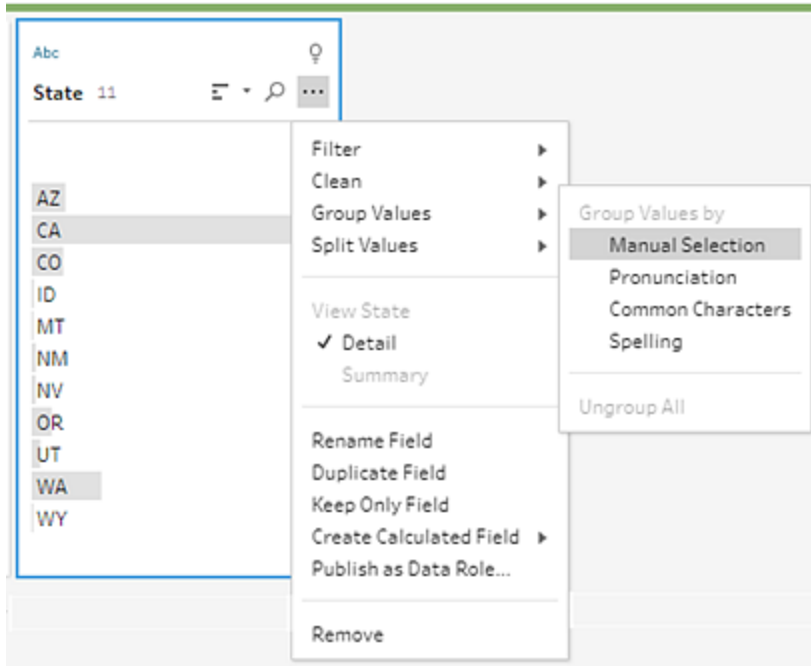 Abc
State 11
AZ
CA
CO
ID
MT
NM
NV
OR
UT
WA
WY
Filter
Clean
Group Values
Split Values
View State
Detail
Summary
Rename Field
Duplicate Field
Keep Only Field
Create Calculated Field
Publish as Data Role...
Remove
Group Values by
Manual Selection
Pronunciation
Common Characters
Spelling
Ungroup All